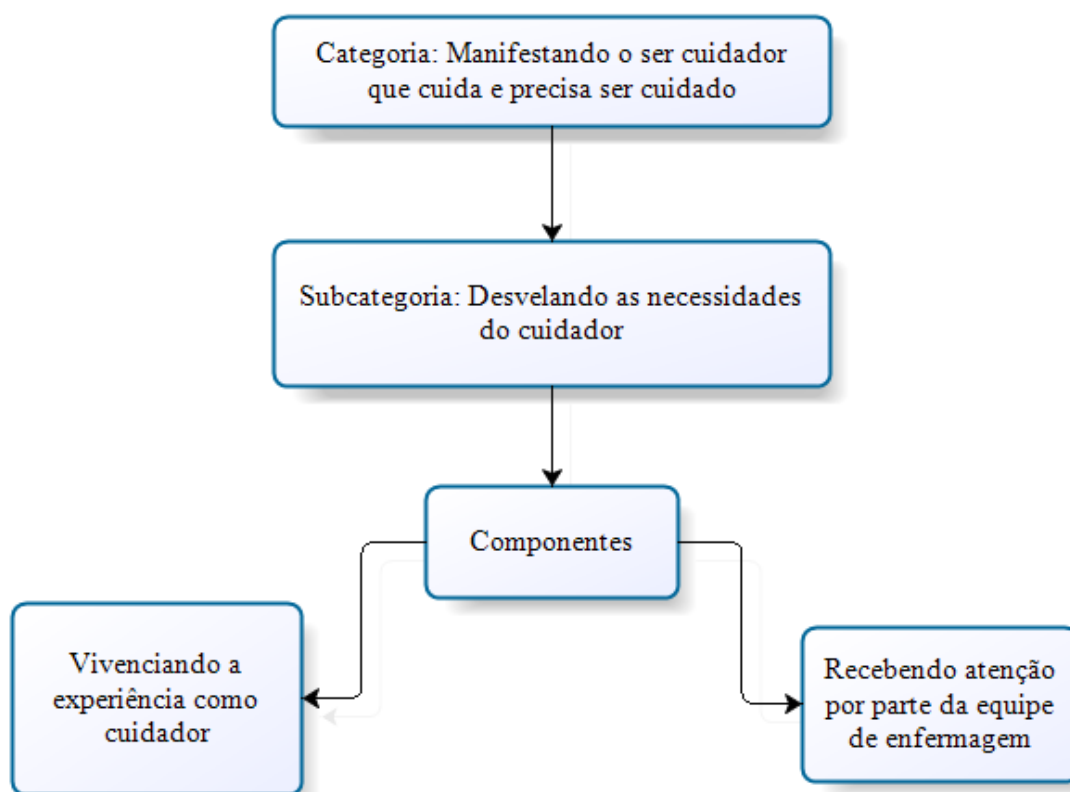 Categoria: Manifestando o ser cuidador
que cuida e precisa ser cuidado
Subcategoria: Desvelando as necessidades
do cuidador
Componentes
Vivenciando a
experiência como
cuidador
Recebendo atenção
por parte da equipe
de enfermagem